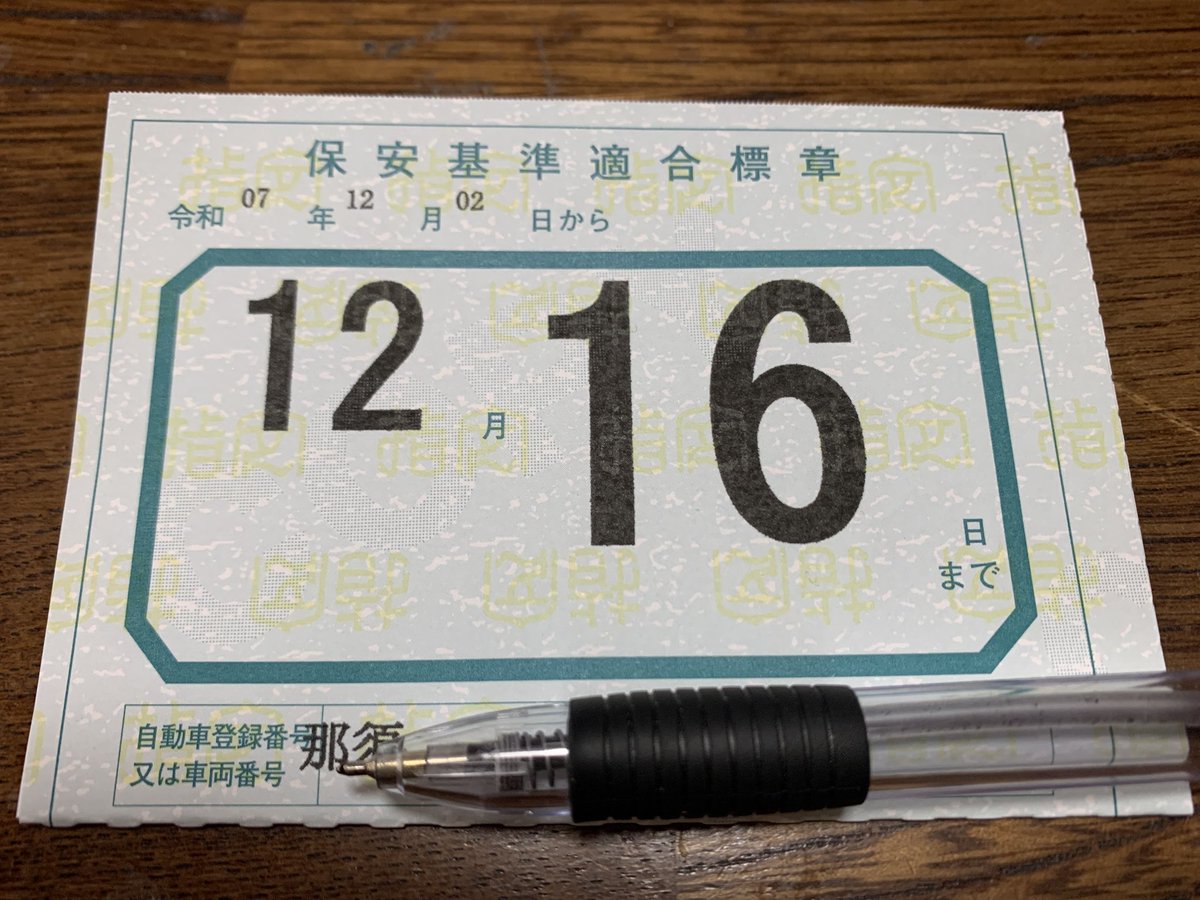 保安基準適合標章
令和 07 年 12 月 02 日から
12 月 16 日まで
自動車登録番号
又は車両番号
那須